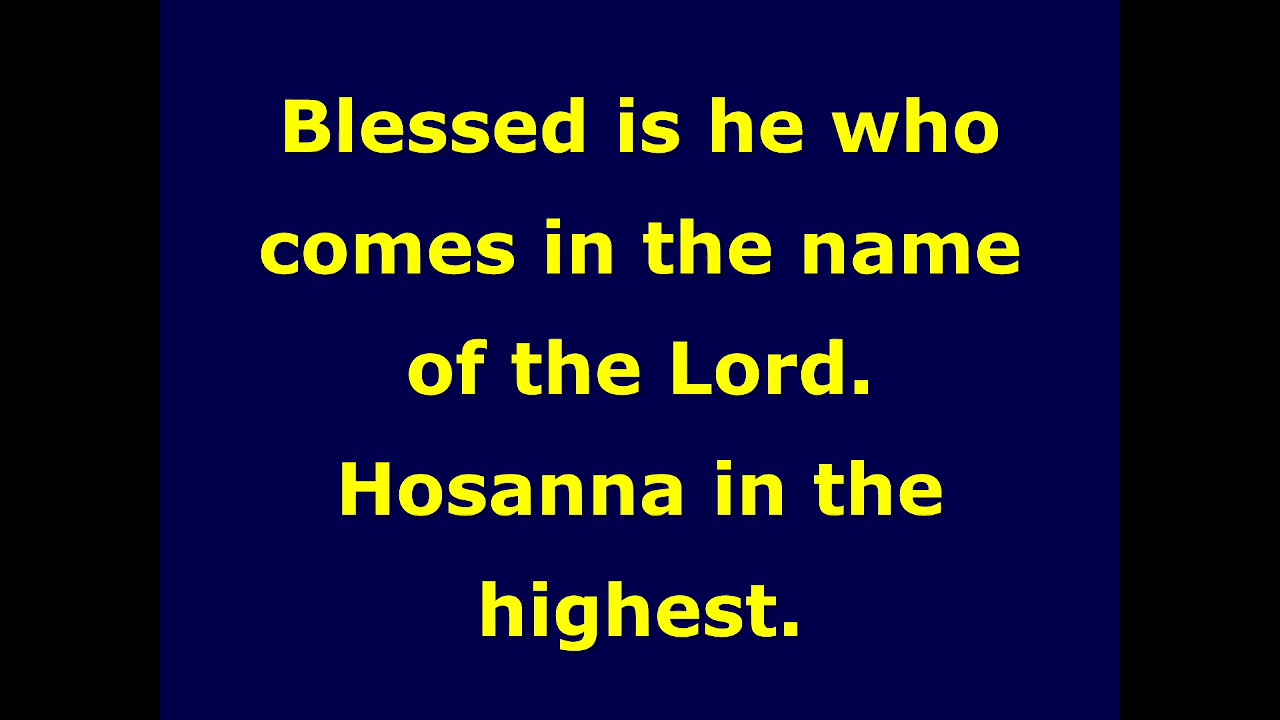 Blessed is he who
comes in the name
of the Lord.
Hosanna in the
highest.